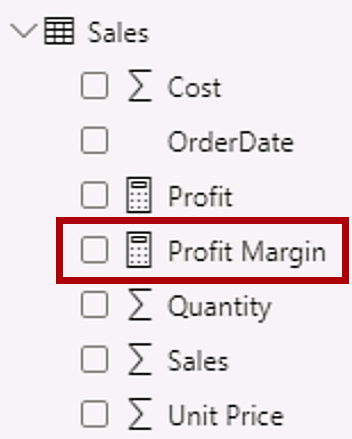 Sales
Cost
OrderDate
Profit
Profit Margin
Quantity
Sales
Unit Price